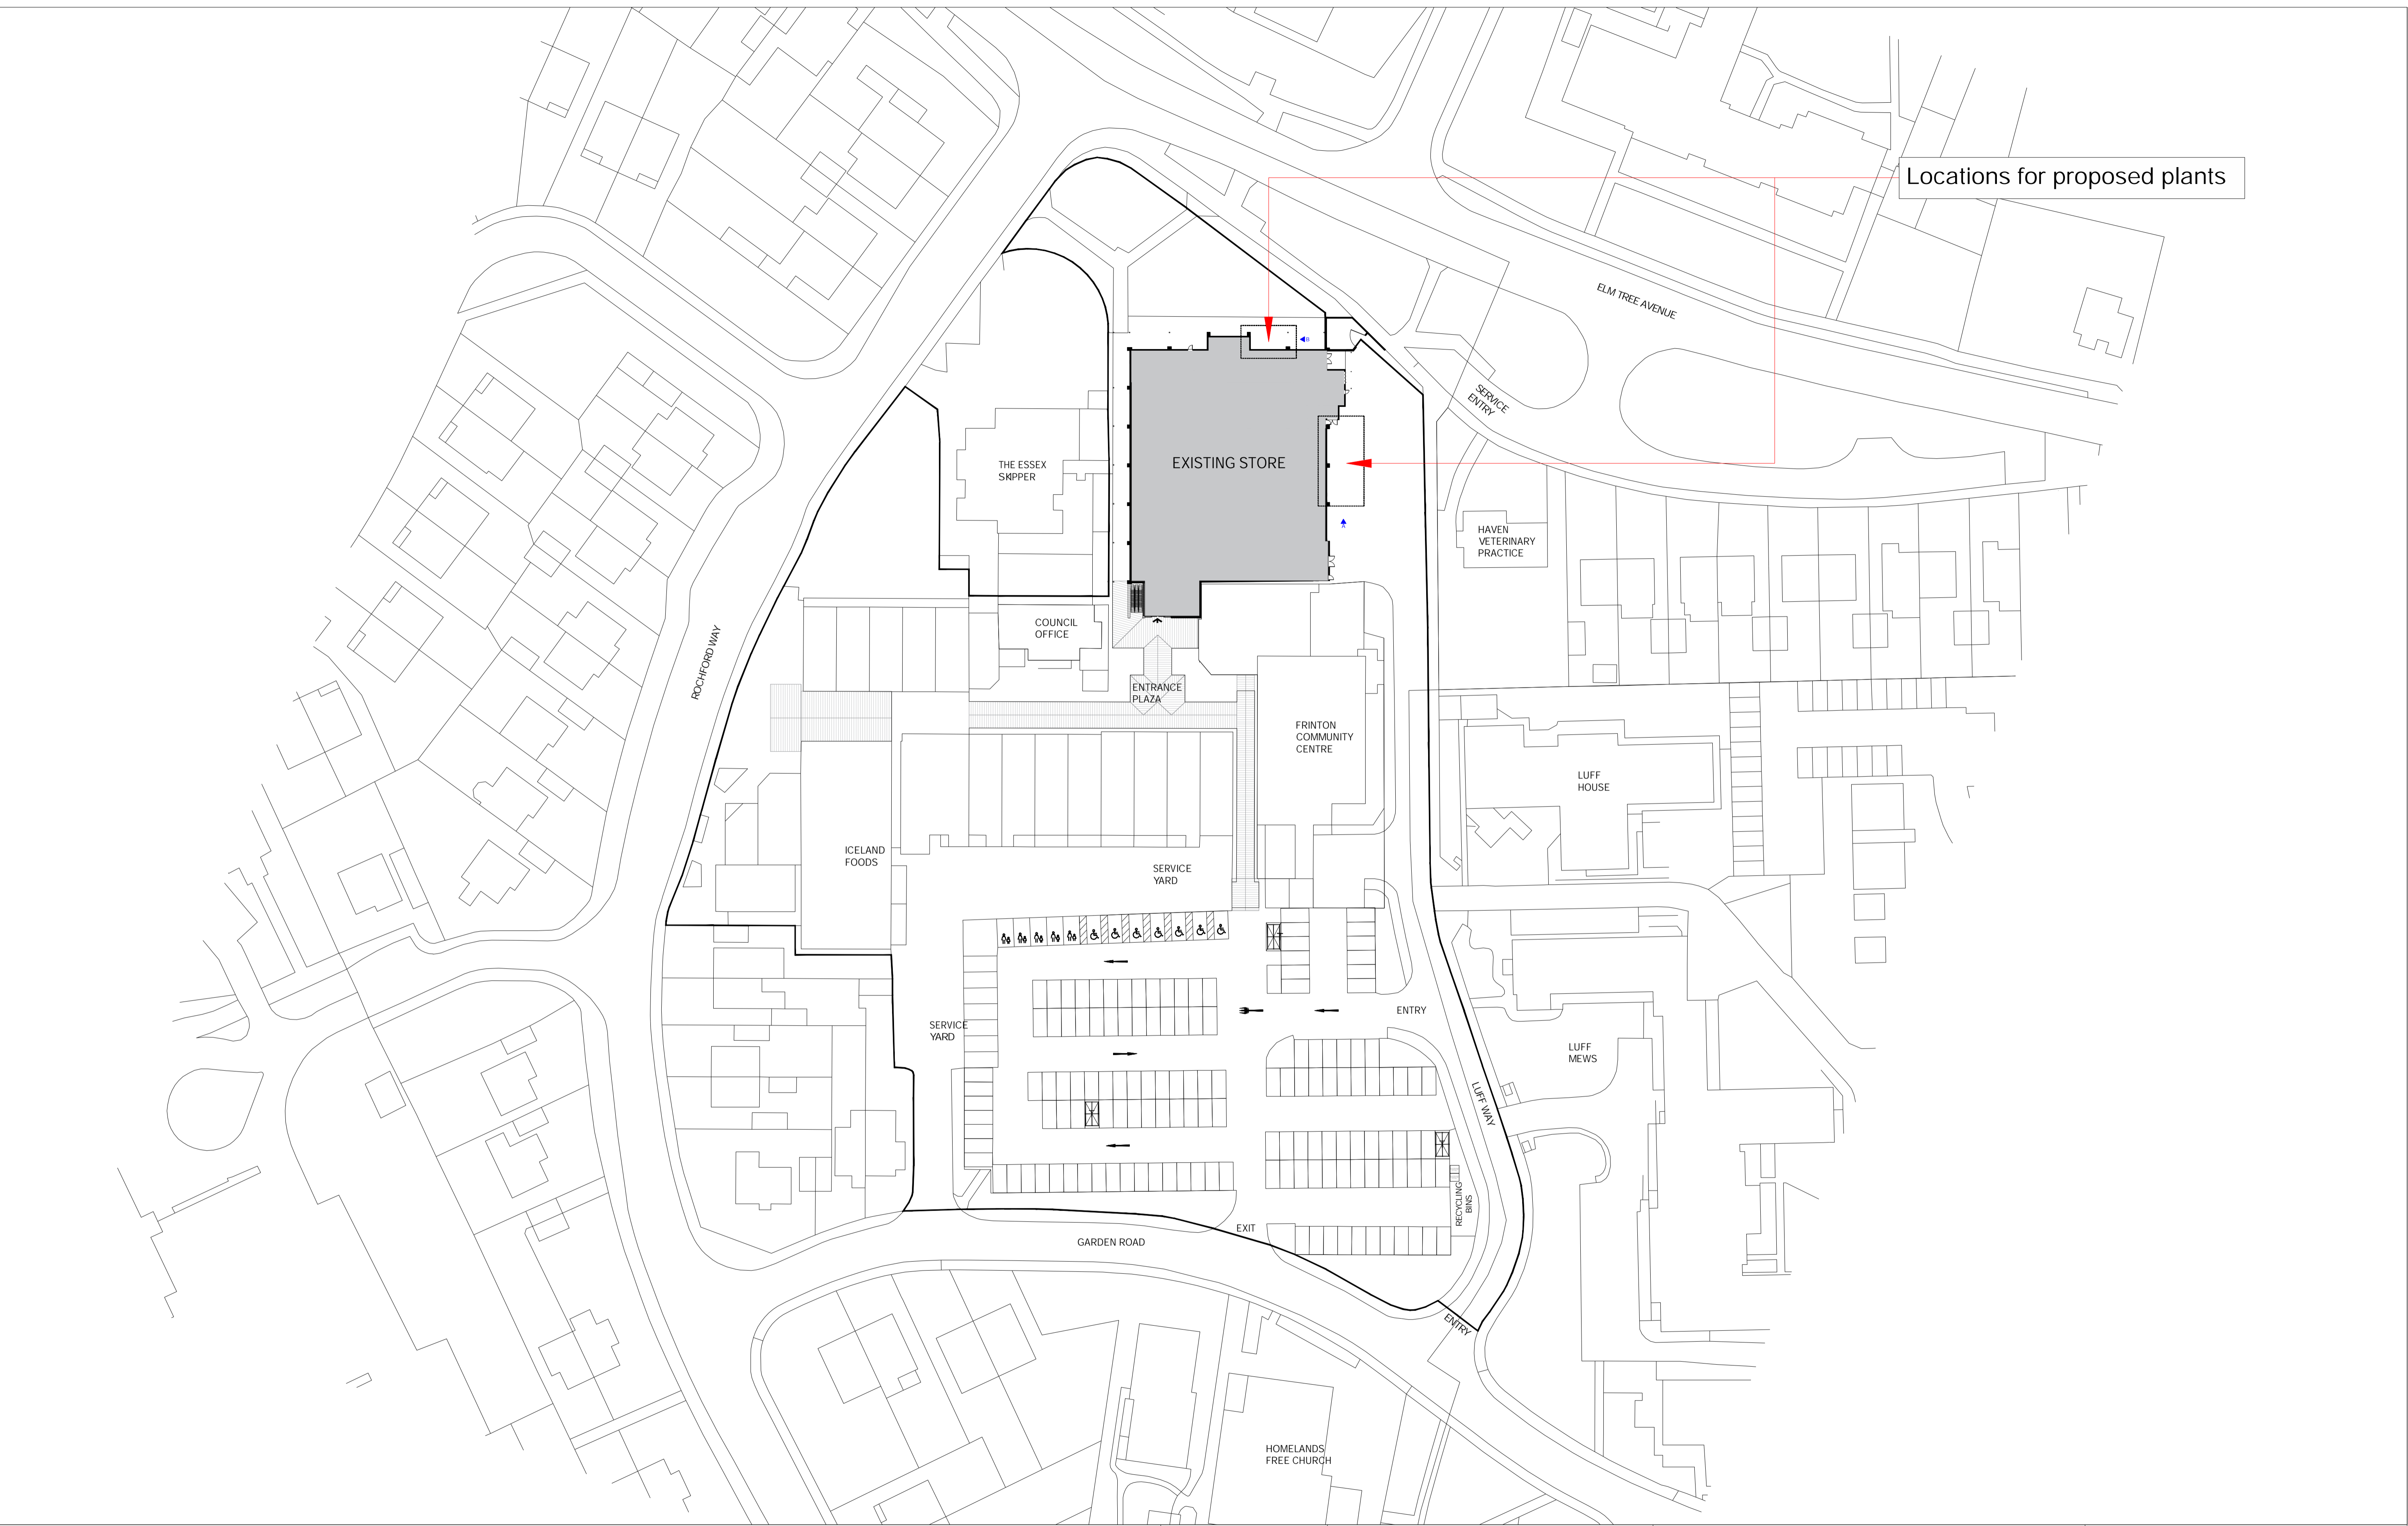 Locations for proposed plants
ELM TREE AVENUE
SERVICE
ENTRY
EXISTING STORE
THE ESSEX
SKIPPER
HAVEN
VETERINARY
PRACTICE
COUNCIL
OFFICE
ROCHFORD WAY
ENTRANCE
PLAZA
FRINTON
COMMUNITY
CENTRE
LUFF
HOUSE
ICELAND
FOODS
SERVICE
YARD
ENTRY
SERVICE
YARD
LUFF
MEWS
LUFF WAY
RECYCLING
BINS
EXIT
GARDEN ROAD
ENTRY
HOMELANDS
FREE CHURCH